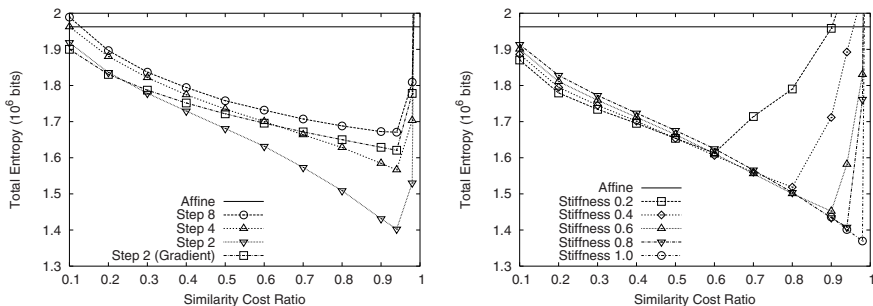 Total Entropy (10^6 bits)
2
1.9
1.8
1.7
1.6
1.5
1.4
1.3
Affine
Step 8
Step 4
Step 2
Step 2 (Gradient)
0.1 0.2 0.3 0.4 0.5 0.6 0.7 0.8 0.9 1
Similarity Cost Ratio
Total Entropy (10^6 bits)
2
1.9
1.8
1.7
1.6
1.5
1.4
1.3
Affine
Stiffness 0.2
Stiffness 0.4
Stiffness 0.6
Stiffness 0.8
Stiffness 1.0
0.1 0.2 0.3 0.4 0.5 0.6 0.7 0.8 0.9 1
Similarity Cost Ratio